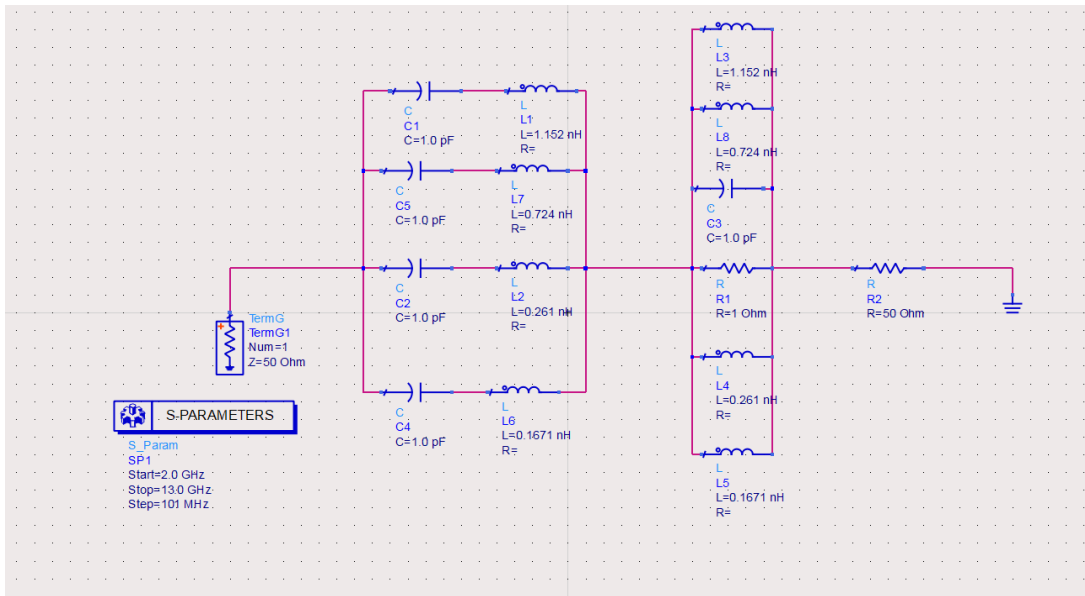 L
L3
L=1.152 nH
R=
C
C1
C=1.0 pF
L
L1
L=1.152 nH
R=
L
L8
L=0.724 nH
R=
C
C5
C=1.0 pF
L
L7
L=0.724 nH
R=
C
C3
C=1.0 pF
C
C2
C=1.0 pF
L
L2
L=0.261 nH
R=
R
R1
R=1 Ohm
R
R2
R=50 Ohm
TermG
TermG1
Num=1
Z=50 Ohm
L
L4
L=0.261 nH
R=
C
C4
C=1.0 pF
L
L6
L=0.1671 nH
R=
L
L5
L=0.1671 nH
R=
S-PARAMETERS
S_Param
SP1
Start=2.0 GHz
Stop=13.0 GHz
Step=101 MHz